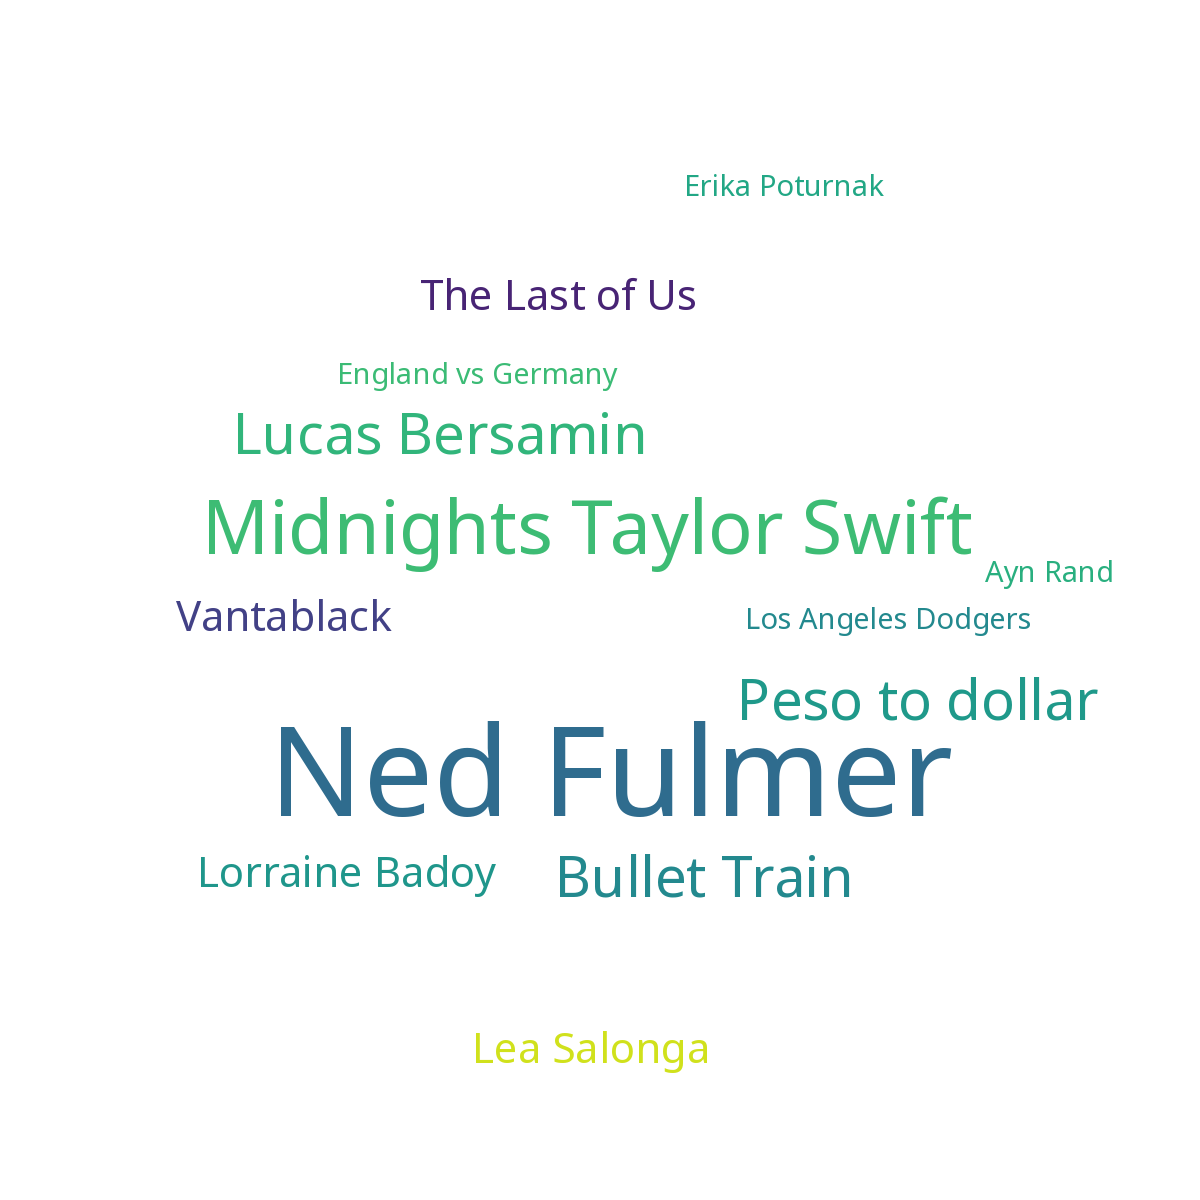 Erika Poturnak
The Last of Us
England vs Germany
Lucas Bersamin
Midnights Taylor Swift
Ayn Rand
Vantablack
Los Angeles Dodgers
Peso to dollar
Ned Fulmer
Lorraine Badoy
Bullet Train
Lea Salonga